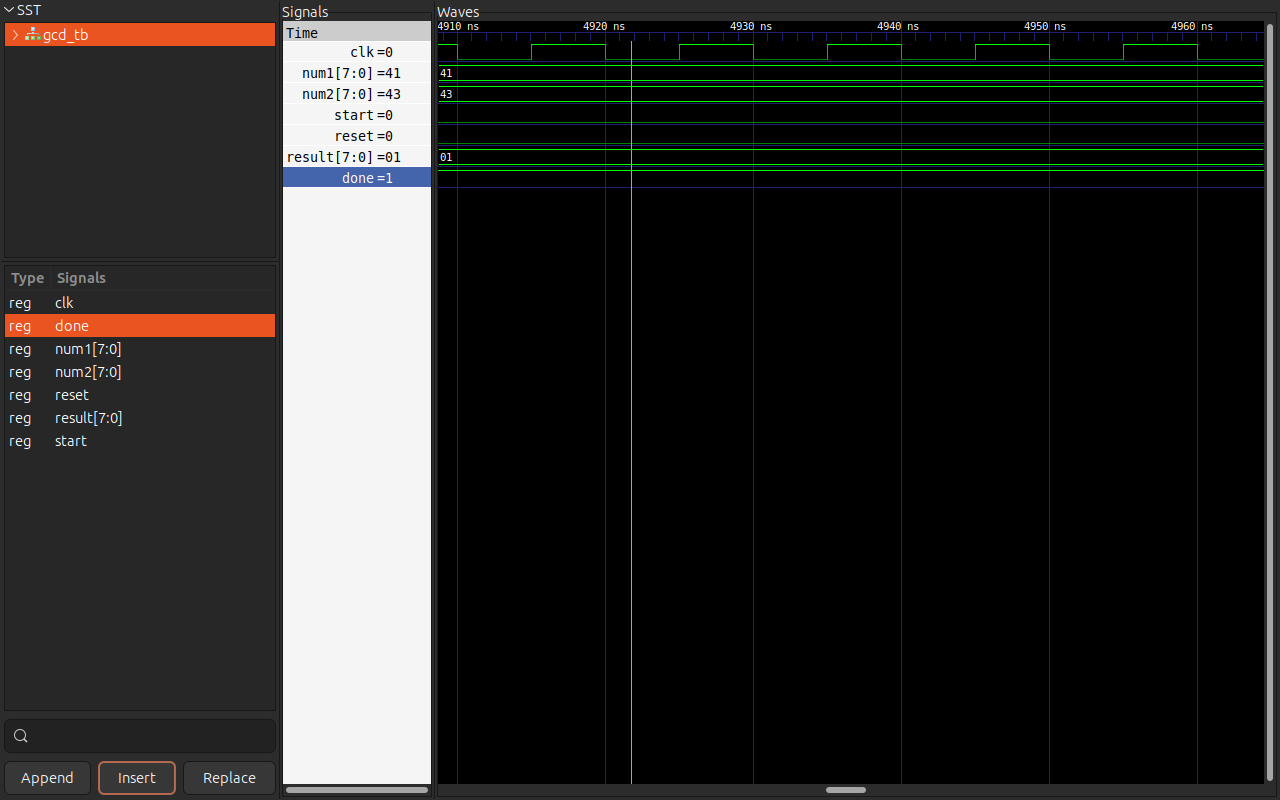 SST
gcd_tb
Type Signals
reg clk
reg done
reg num1[7:0]
reg num2[7:0]
reg reset
reg result[7:0]
reg start
Append Insert Replace
Signals
Time
clk =0
num1[7:0] =41
num2[7:0] =43
start =0
reset =0
result[7:0] =01
done =1
Waves
4910 ns 4920 ns 4930 ns 4940 ns 4950 ns 4960 ns
41
43
01